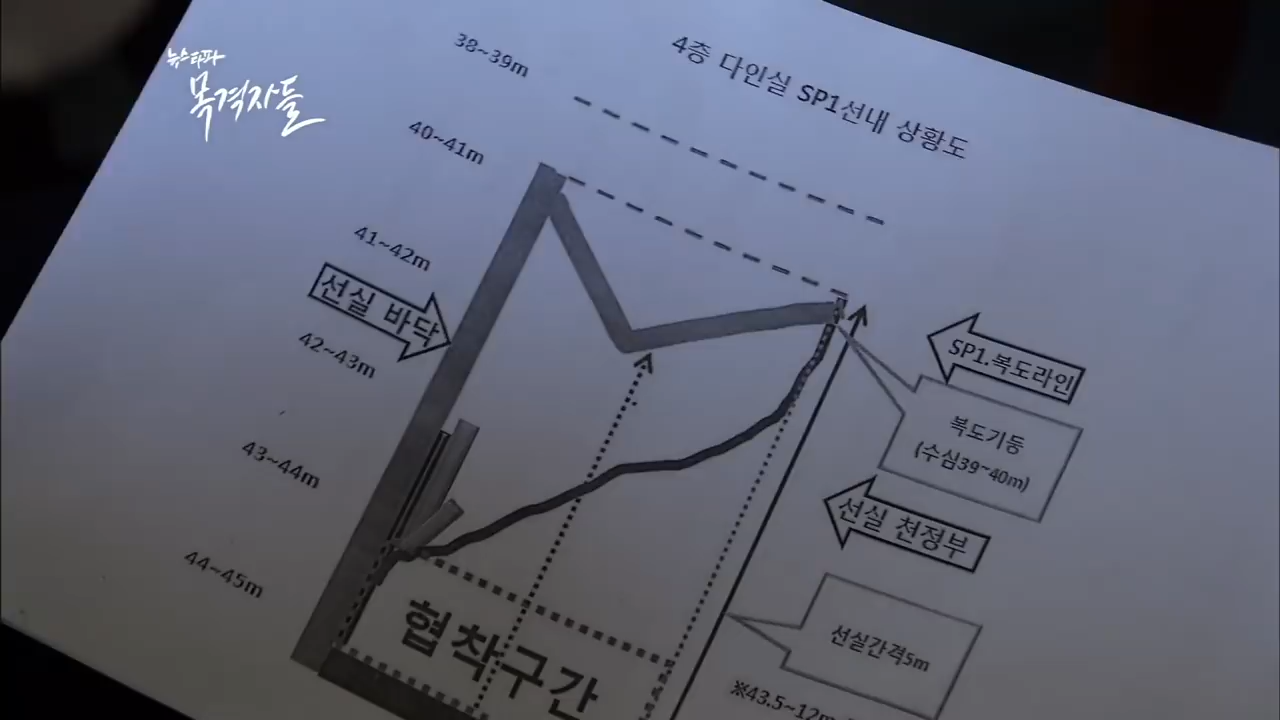 뉴스타파
목격자들
4층 다인실 SP1선내 상황도
38~39m
40~41m
41~42m
선실 바닥
42~43m
43~44m
44~45m
SP1.복도라인
복도기둥
(수심39~40m)
선실 천정부
선실간격5m
협착구간
※43.5~12m